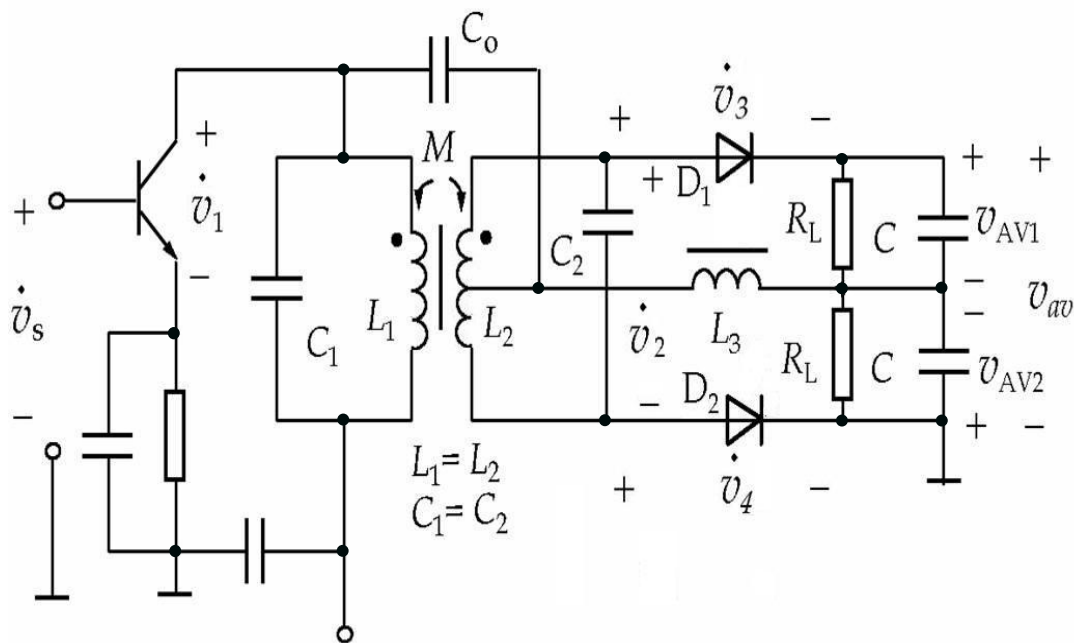 C₀
v̇₃
+
−
+
M
+
D₁
+
+
+
v̇₁
R_L
C
v_AV1
C₂
−
−
−
v̇ₛ
C₁
L₁
L₂
v̇₂
L₃
v_av
R_L
C
v_AV2
−
−
D₂
+
−
L₁ = L₂
+
v̇₄
−
C₁ = C₂